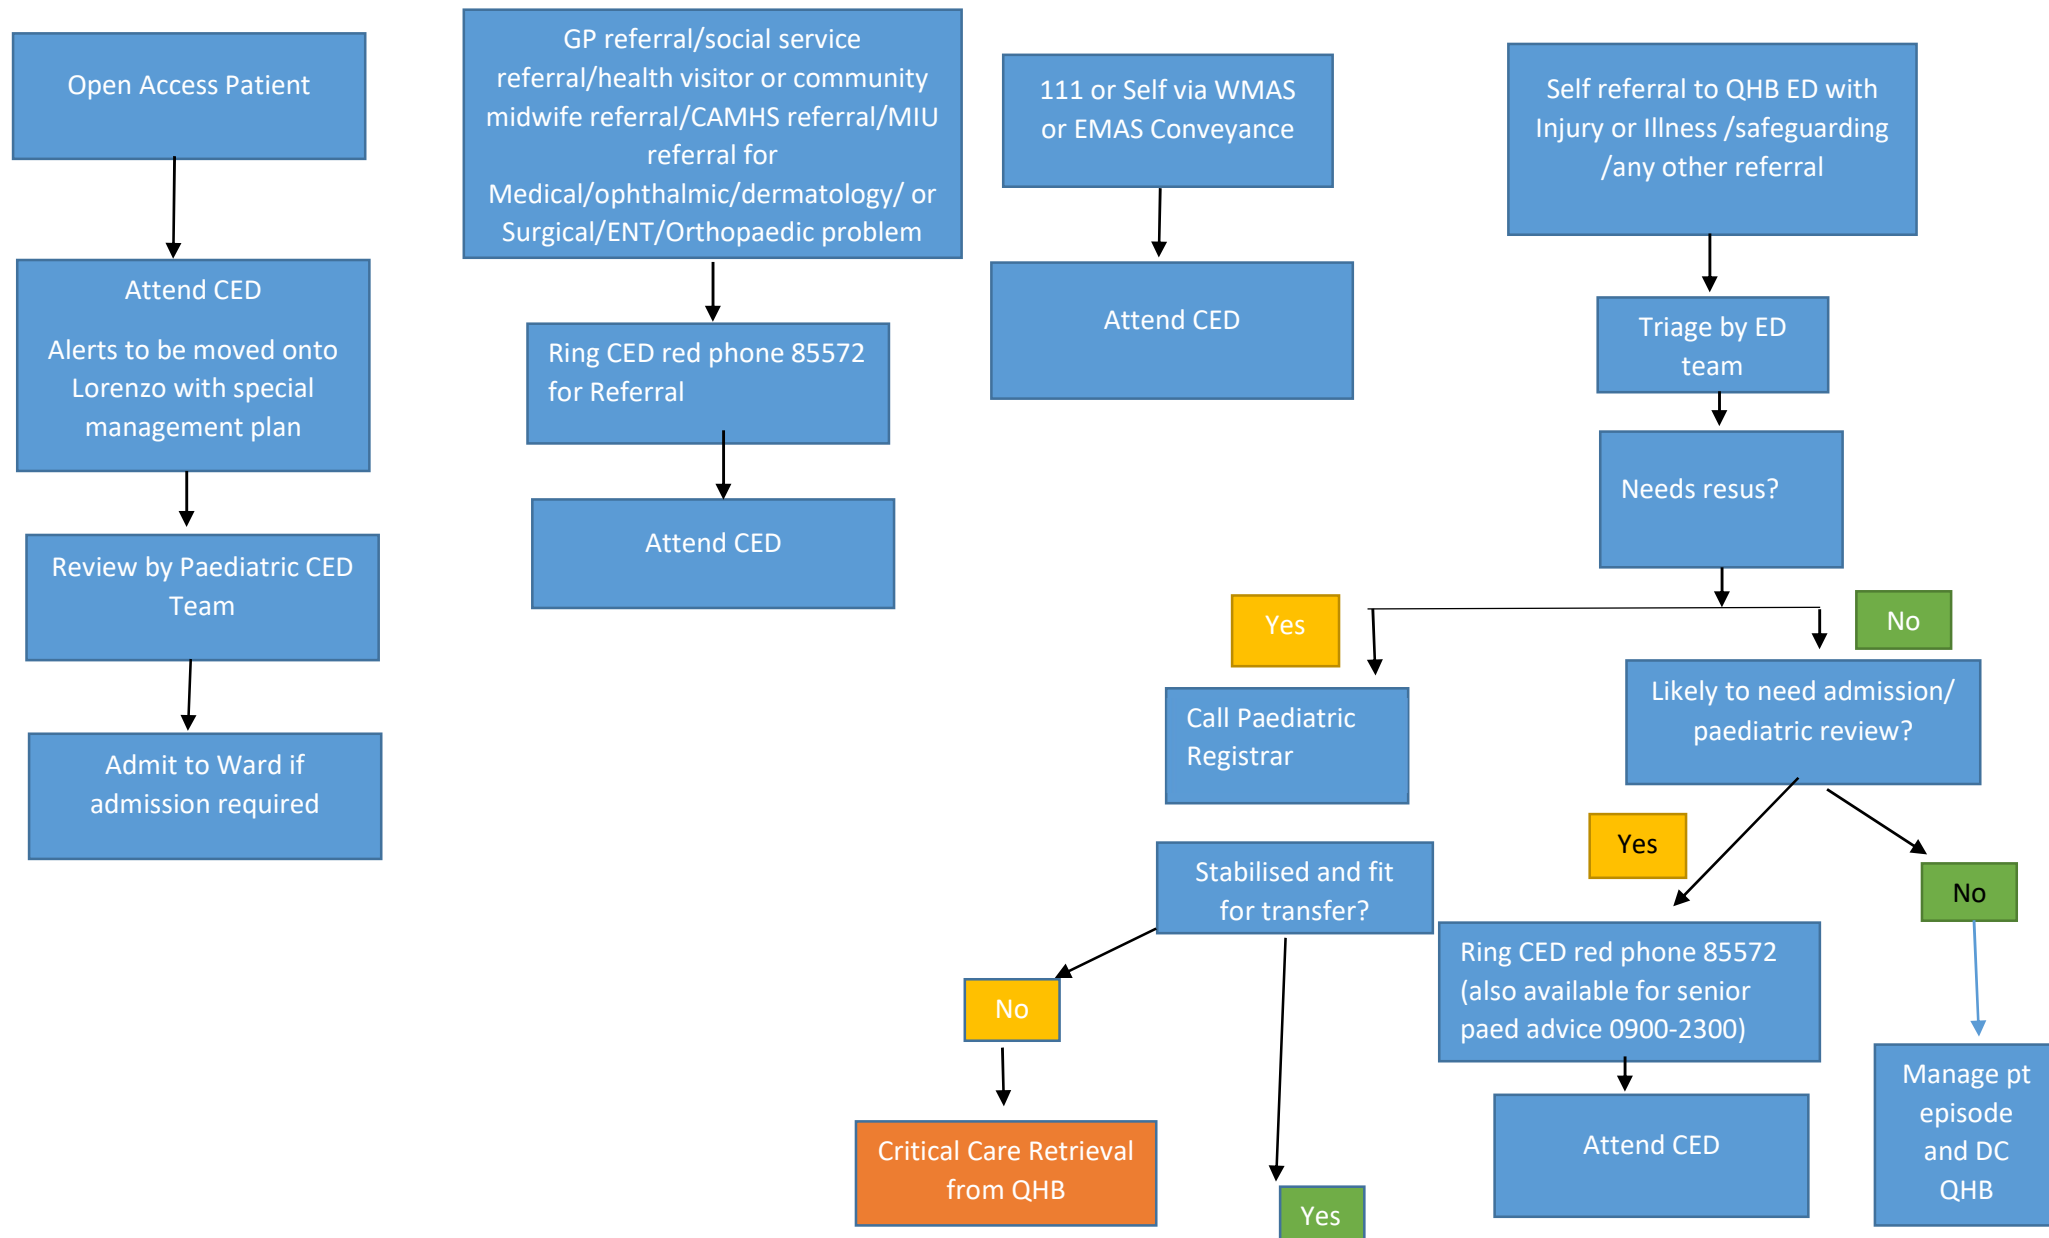 Open Access Patient
Attend CED
Alerts to be moved onto
Lorenzo with special
management plan
Review by Paediatric CED
Team
Admit to Ward if
admission required
GP referral/social service
referral/health visitor or community
midwife referral/CAMHS referral/MIU
referral for
Medical/ophthalmic/dermatology/ or
Surgical/ENT/Orthopaedic problem
Ring CED red phone 85572
for Referral
Attend CED
111 or Self via WMAS
or EMAS Conveyance
Attend CED
Self referral to QHB ED with
Injury or Illness /safeguarding
/any other referral
Triage by ED
team
Needs resus?
Yes
No
Call Paediatric
Registrar
Likely to need admission/
paediatric review?
Stabilised and fit
for transfer?
Yes
No
No
Ring CED red phone 85572
(also available for senior
paed advice 0900-2300)
Critical Care Retrieval
from QHB
Yes
Attend CED
Manage pt
episode
and DC
QHB